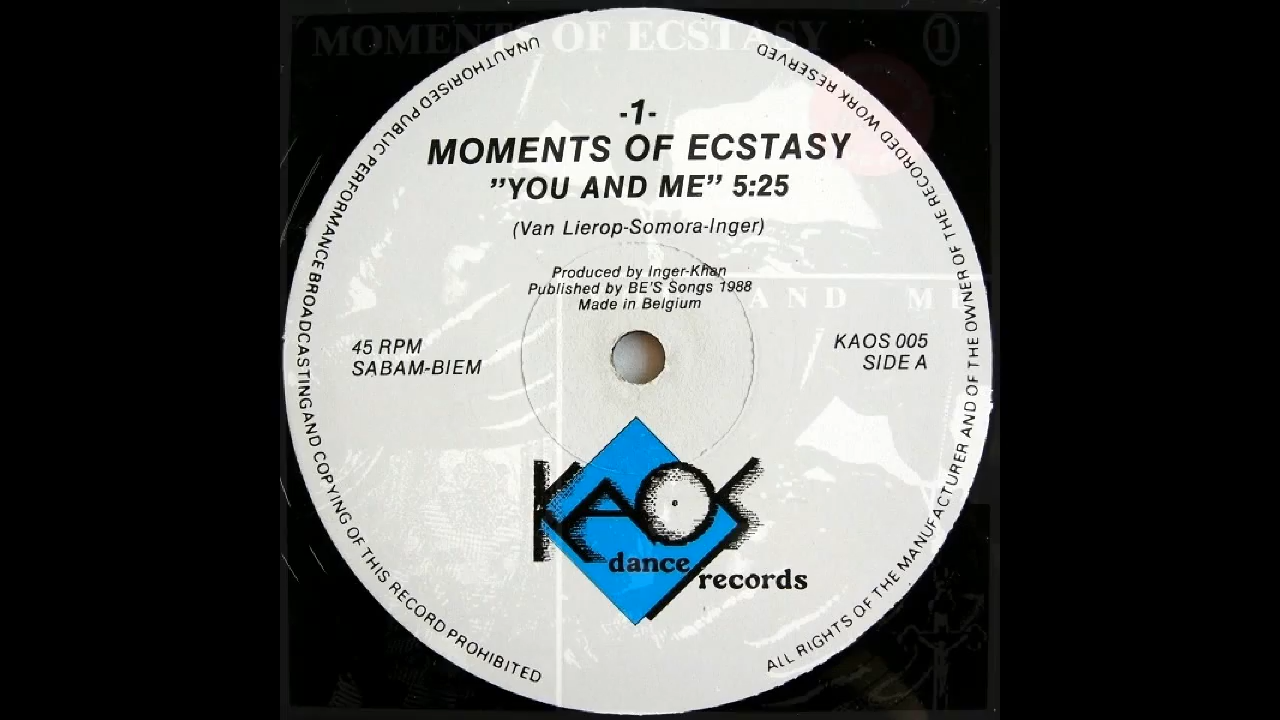 MOMENTS OF ECSTASY
1
-1-
MOMENTS OF ECSTASY
"YOU AND ME" 5:25
(Van Lierop-Somora-Inger)
Produced by Inger-Khan
Published by BE'S Songs 1988
Made in Belgium
AND ME
45 RPM
SABAM-BIEM
KAOS 005
SIDE A
KAOS
dance
records
ALL RIGHTS OF THE MANUFACTURER AND OF THE OWNER OF THE RECORDED WORK RESERVED
UNAUTHORISED PUBLIC PERFORMANCE BROADCASTING AND COPYING OF THIS RECORD PROHIBITED